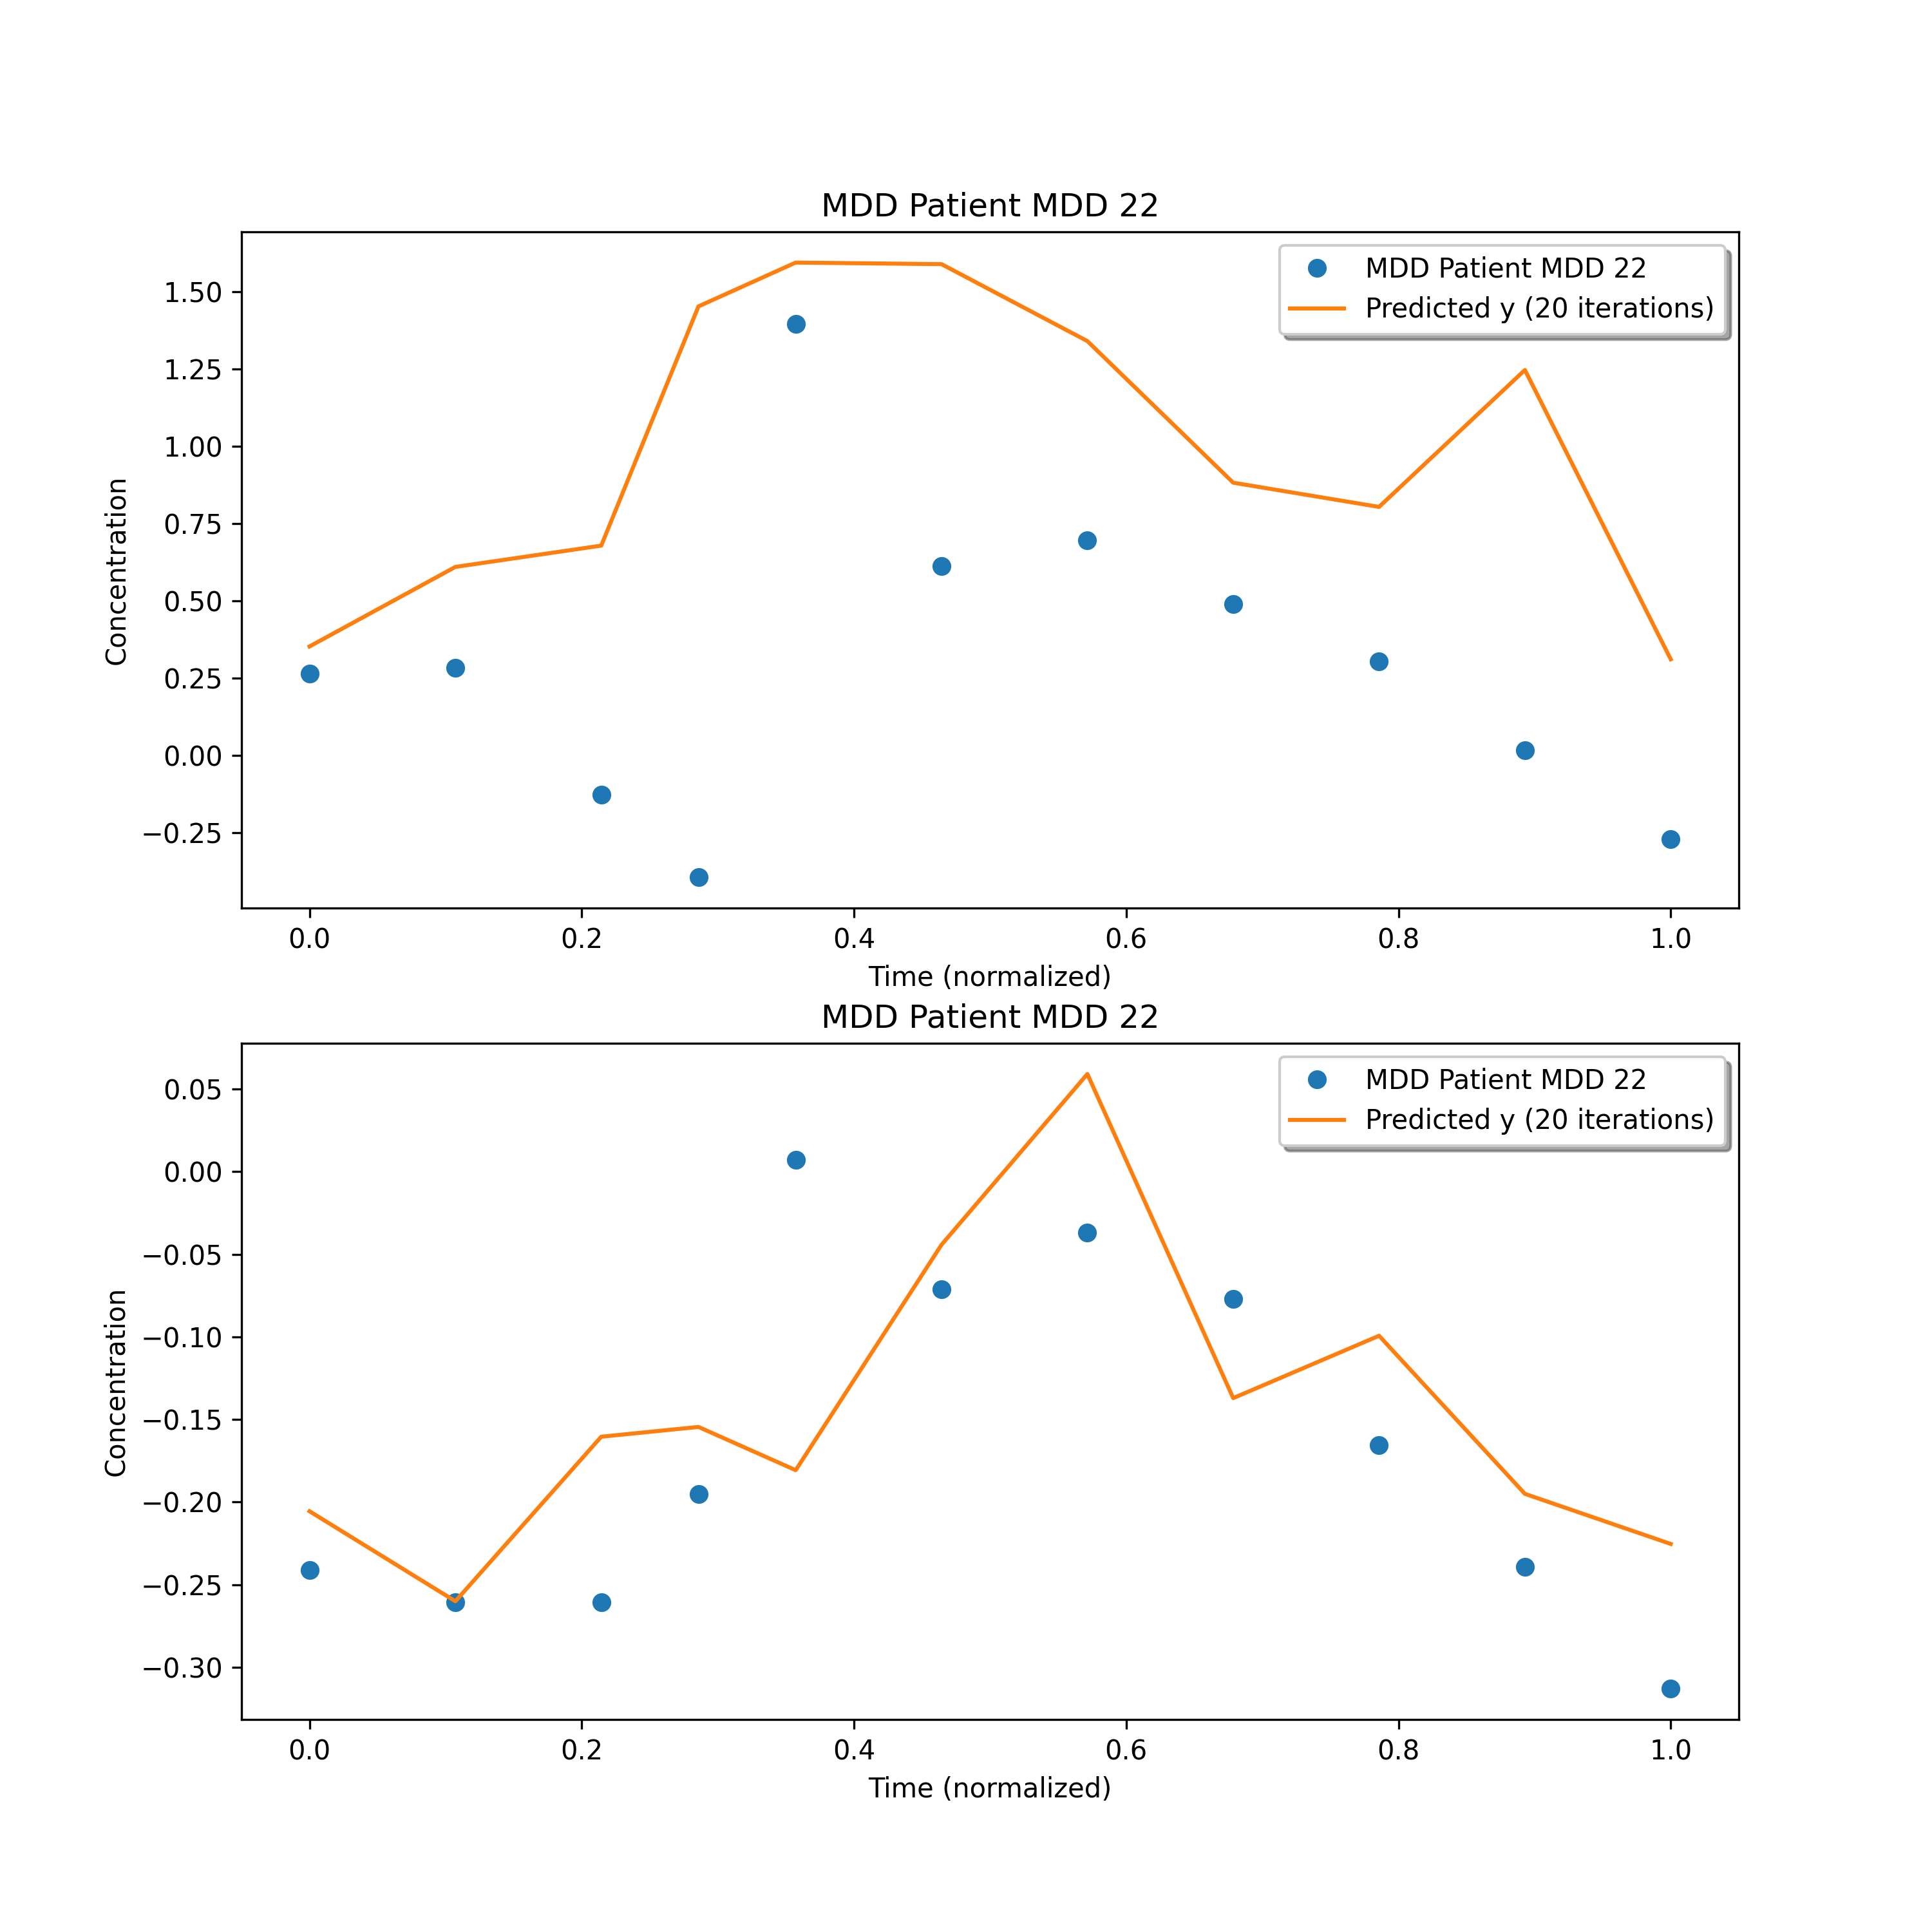 MDD Patient MDD 22
MDD Patient MDD 22
Predicted y (20 iterations)
1.50
1.25
1.00
0.75
0.50
0.25
0.00
−0.25
Concentration
0.0 0.2 0.4 0.6 0.8 1.0
Time (normalized)
MDD Patient MDD 22
MDD Patient MDD 22
Predicted y (20 iterations)
0.05
0.00
−0.05
−0.10
−0.15
−0.20
−0.25
−0.30
Concentration
0.0 0.2 0.4 0.6 0.8 1.0
Time (normalized)